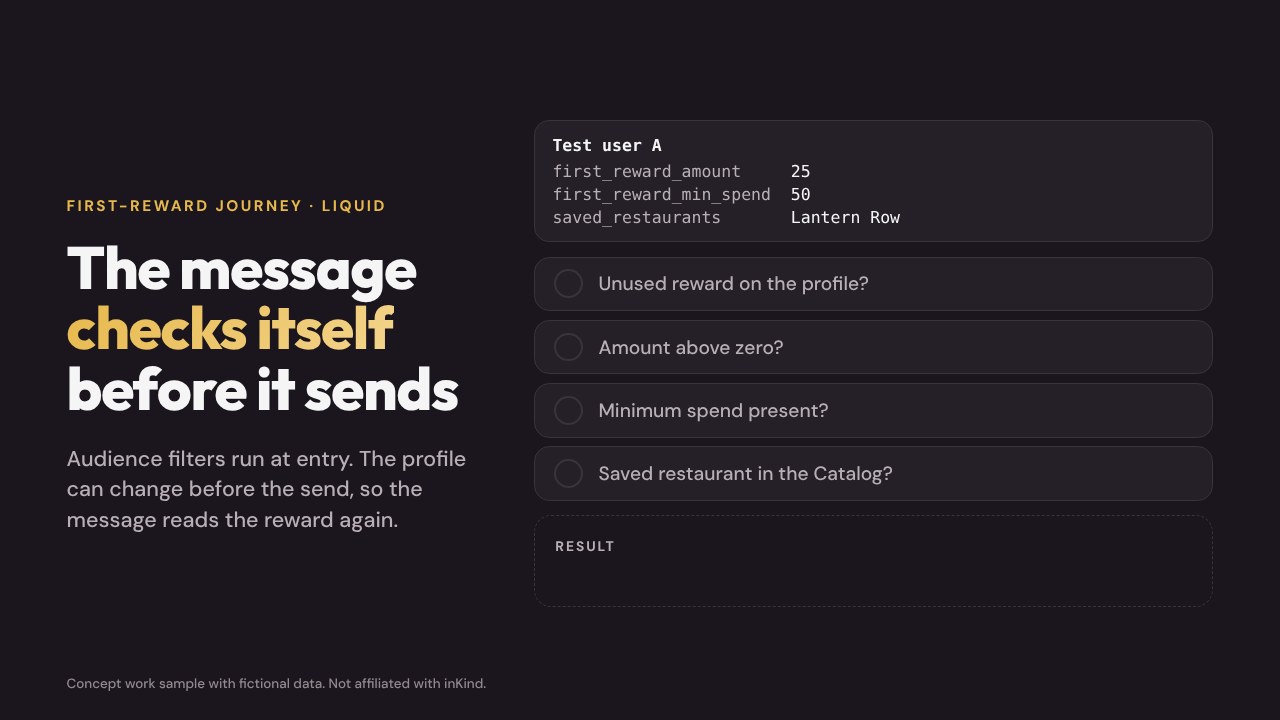 FIRST-REWARD JOURNEY · LIQUID
The message
checks itself
before it sends
Audience filters run at entry. The profile
can change before the send, so the
message reads the reward again.
Test user A
first_reward_amount 25
first_reward_min_spend 50
saved_restaurants Lantern Row
Unused reward on the profile?
Amount above zero?
Minimum spend present?
Saved restaurant in the Catalog?
RESULT
Concept work sample with fictional data. Not affiliated with inKind.